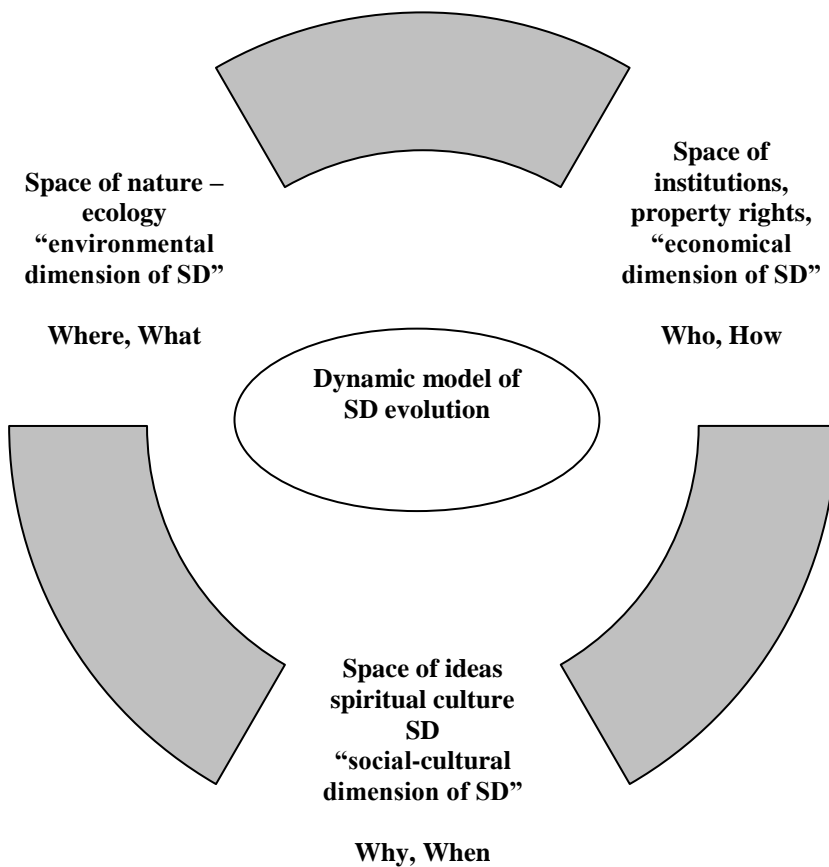 Space of nature –
ecology
“environmental
dimension of SD”
Where, What
Space of
institutions,
property rights,
“economical
dimension of SD”
Who, How
Dynamic model of
SD evolution
Space of ideas
spiritual culture
SD
“social-cultural
dimension of SD”
Why, When